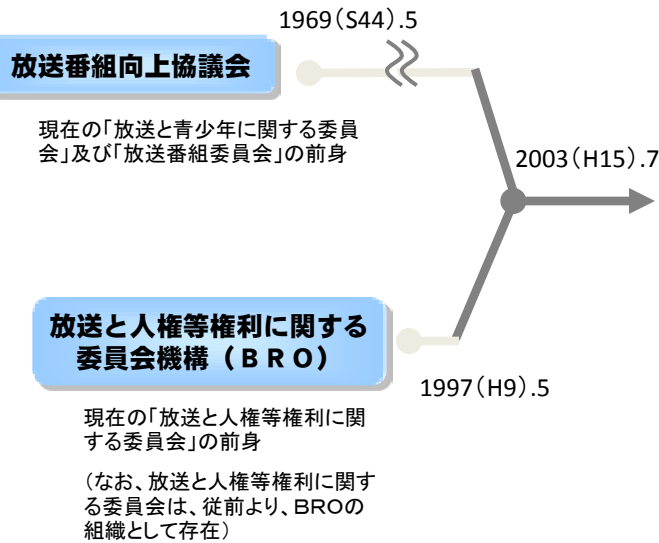 1969(S44).5
放送番組向上協議会
現在の「放送と青少年に関する委員
会」及び「放送番組委員会」の前身
2003(H15).7
放送と人権等権利に関する
委員会機構(BRO)
1997(H9).5
現在の「放送と人権等権利に関
する委員会」の前身
(なお、放送と人権等権利に関す
る委員会は、従前より、BROの
組織として存在)